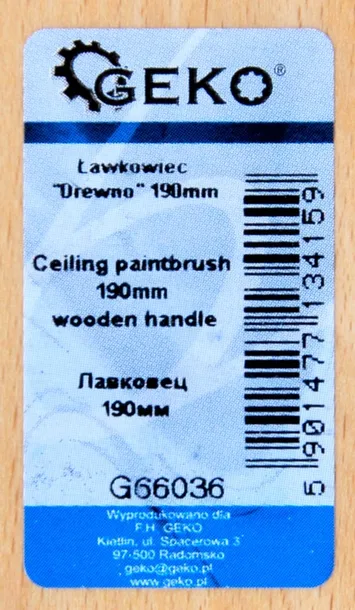 GEKO®
Ławkowiec
"Drewno" 190mm
Ceiling paintbrush
190mm
wooden handle
Лавковец
190мм
5901477134159
G66036
Wyprodukowano dla
F.H. GEKO
Kietlin, ul. Spacerowa 3
97-500 Radomsko
geko@geko.pl
www.geko.pl